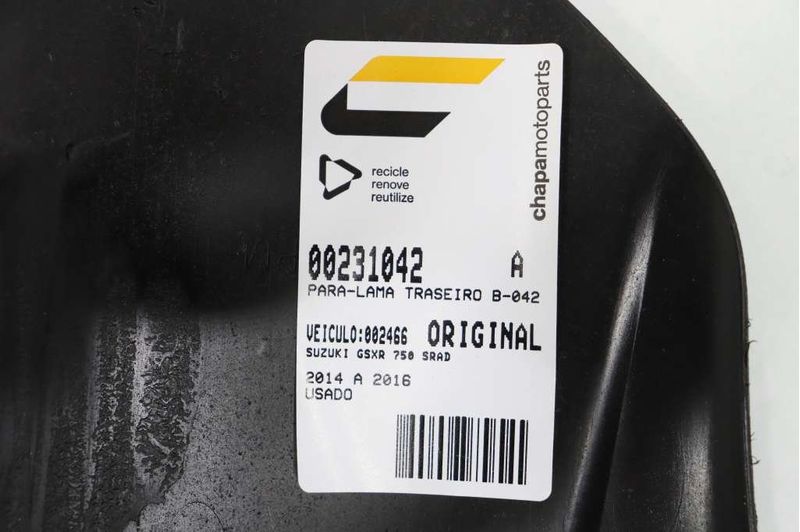 recicle
renove
reutilize
chapamotoparts
00231042 A
PARA-LAMA TRASEIRO B-042
VEICULO:002466 ORIGINAL
SUZUKI GSXR 750 SRAD
2014 A 2016
USADO